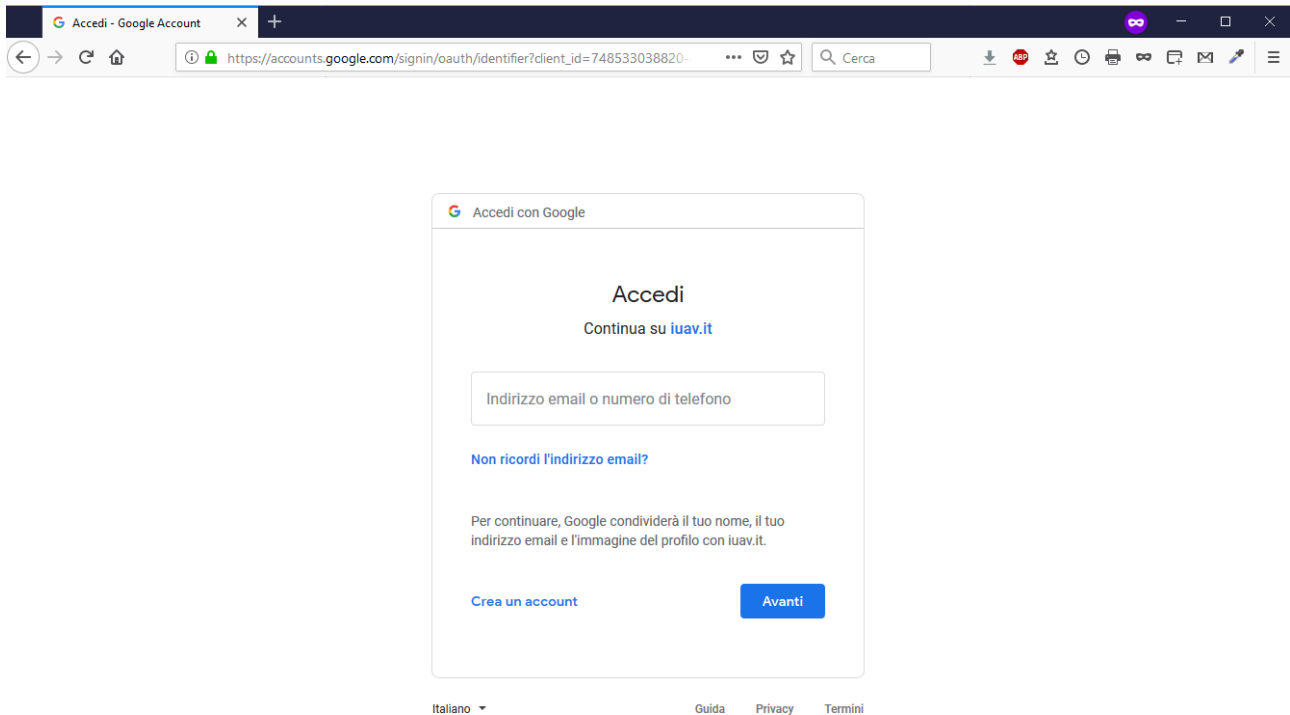 Accedi - Google Account
https://accounts.google.com/signin/oauth/identifier?client_id=748533038820-
Cerca
ABP
Accedi con Google
Accedi
Continua su iuav.it
Indirizzo email o numero di telefono
Non ricordi l'indirizzo email?
Per continuare, Google condividerà il tuo nome, il tuo
indirizzo email e l'immagine del profilo con iuav.it.
Crea un account
Avanti
Italiano
Guida Privacy Termini